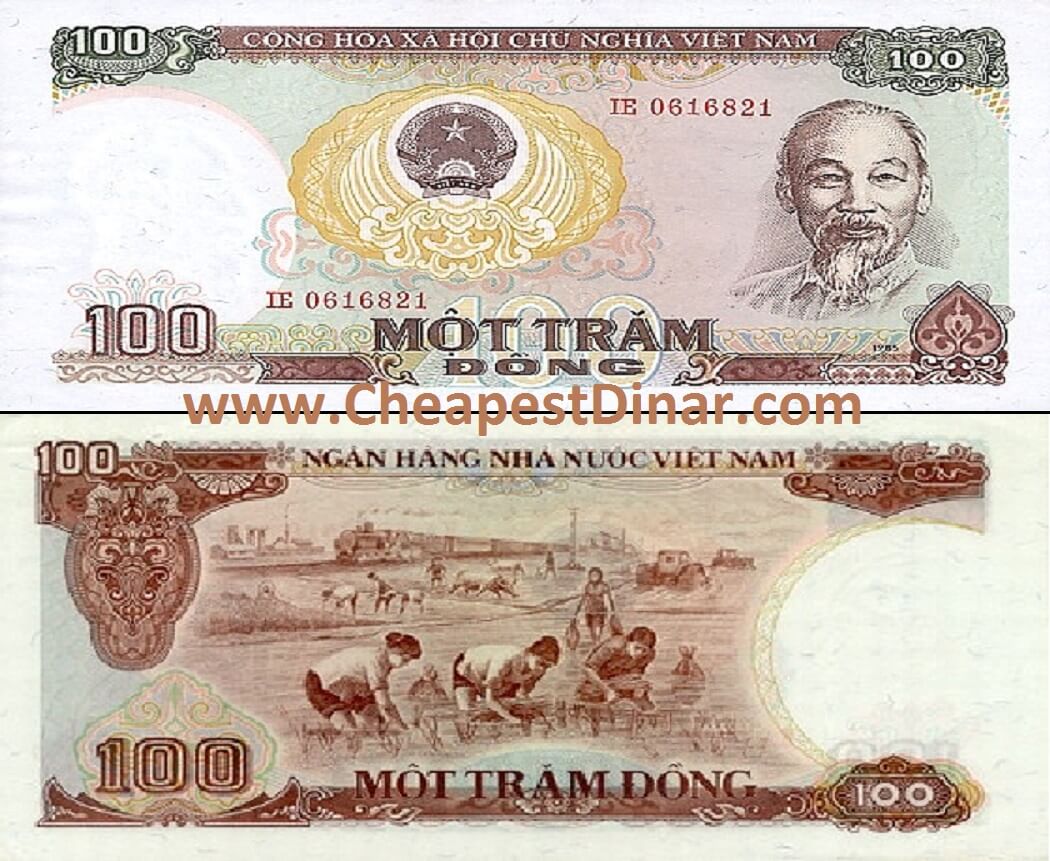 100 CỘNG HÒA XÃ HỘI CHỦ NGHĨA VIỆT NAM 100
IE 0616821
IE 0616821
100
MỘT TRĂM
ĐỒNG
1985
www.CheapestDinar.com
100 NGÂN HÀNG NHÀ NƯỚC VIỆT NAM
100 MỘT TRĂM ĐỒNG 100